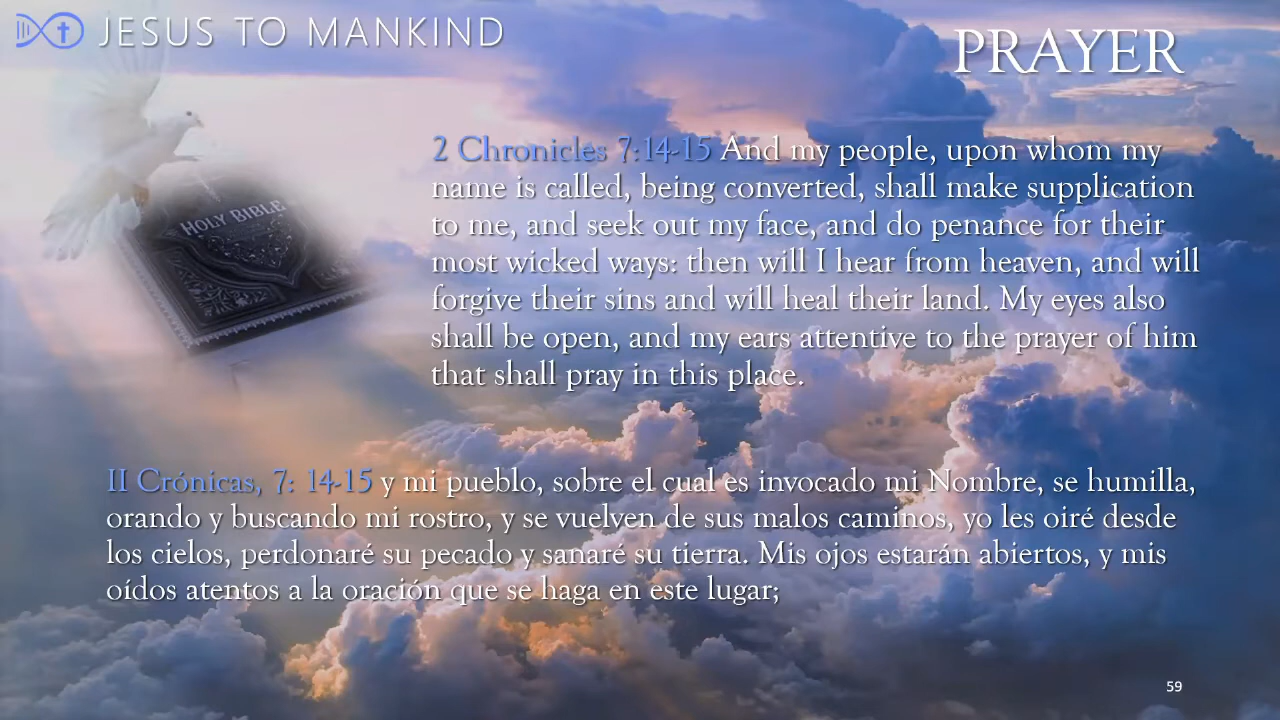 JESUS TO MANKIND
PRAYER
HOLY BIBLE
2 Chronicles 7:14-15 And my people, upon whom my
name is called, being converted, shall make supplication
to me, and seek out my face, and do penance for their
most wicked ways: then will I hear from heaven, and will
forgive their sins and will heal their land. My eyes also
shall be open, and my ears attentive to the prayer of him
that shall pray in this place.
II Crónicas, 7: 14-15 y mi pueblo, sobre el cual es invocado mi Nombre, se humilla,
orando y buscando mi rostro, y se vuelven de sus malos caminos, yo les oiré desde
los cielos, perdonaré su pecado y sanaré su tierra. Mis ojos estarán abiertos, y mis
oídos atentos a la oración que se haga en este lugar;
59